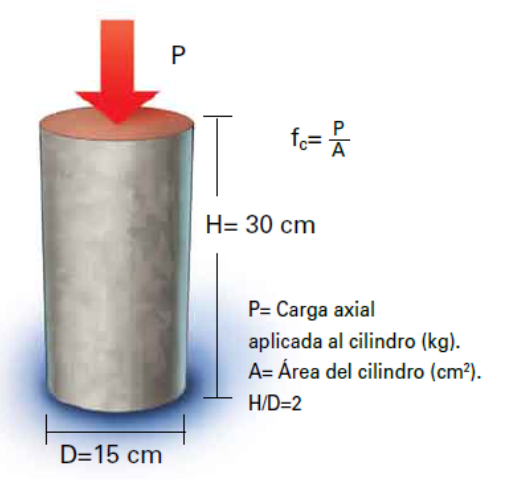 P
fc= P/A
H= 30 cm
P= Carga axial
aplicada al cilindro (kg).
A= Área del cilindro (cm²).
H/D=2
D=15 cm